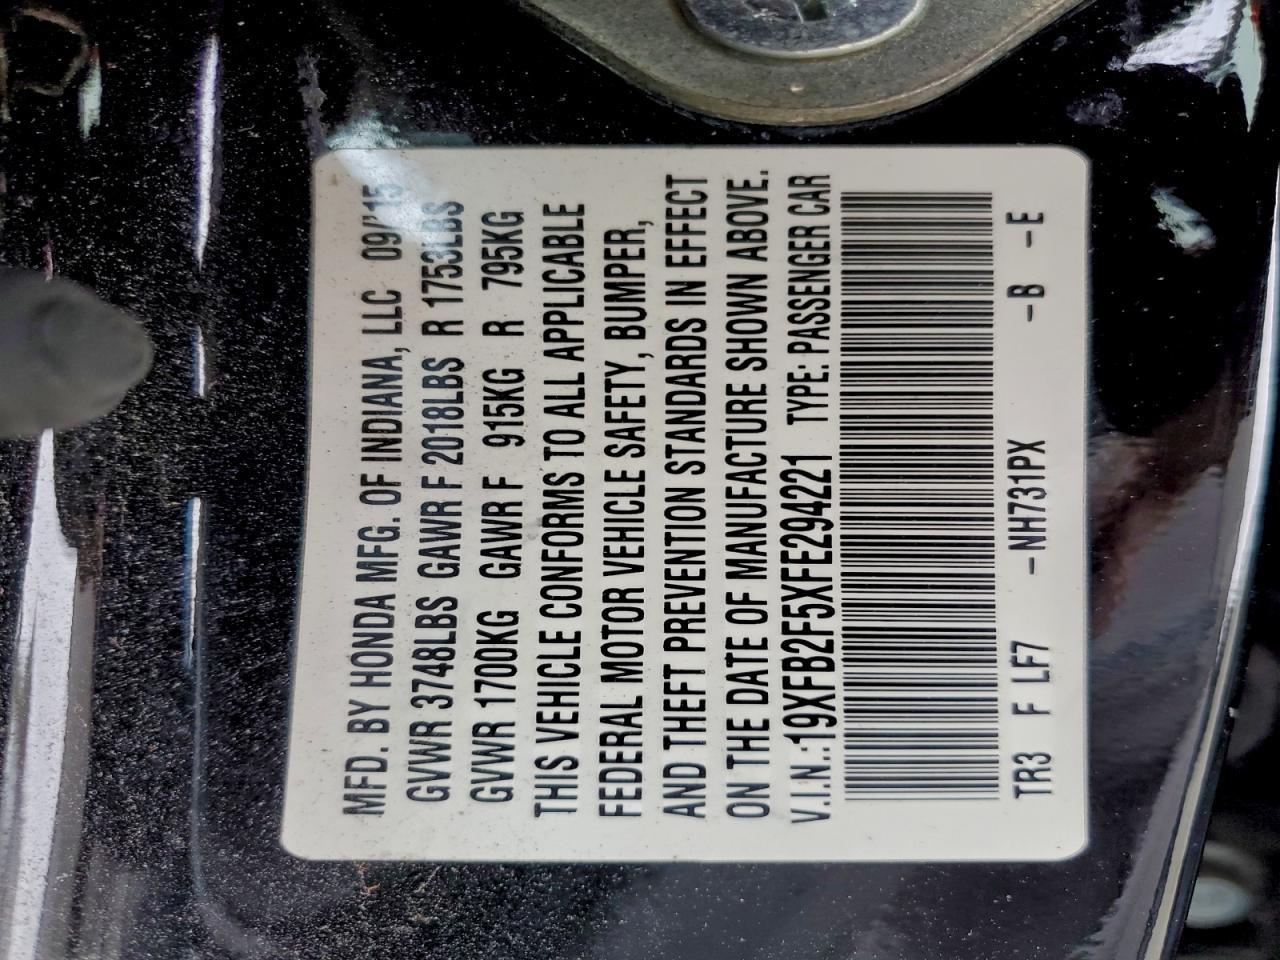 MFD. BY HONDA MFG. OF INDIANA, LLC 09/'15
GVWR 3748LBS GAWR F 2018LBS R 1753LBS
GVWR 1700KG GAWR F 915KG R 795KG
THIS VEHICLE CONFORMS TO ALL APPLICABLE
FEDERAL MOTOR VEHICLE SAFETY, BUMPER,
AND THEFT PREVENTION STANDARDS IN EFFECT
ON THE DATE OF MANUFACTURE SHOWN ABOVE.
V.I.N.:19XFB2F5XFE294221 TYPE: PASSENGER CAR
TR3 F LF7 -NH731PX -B -E